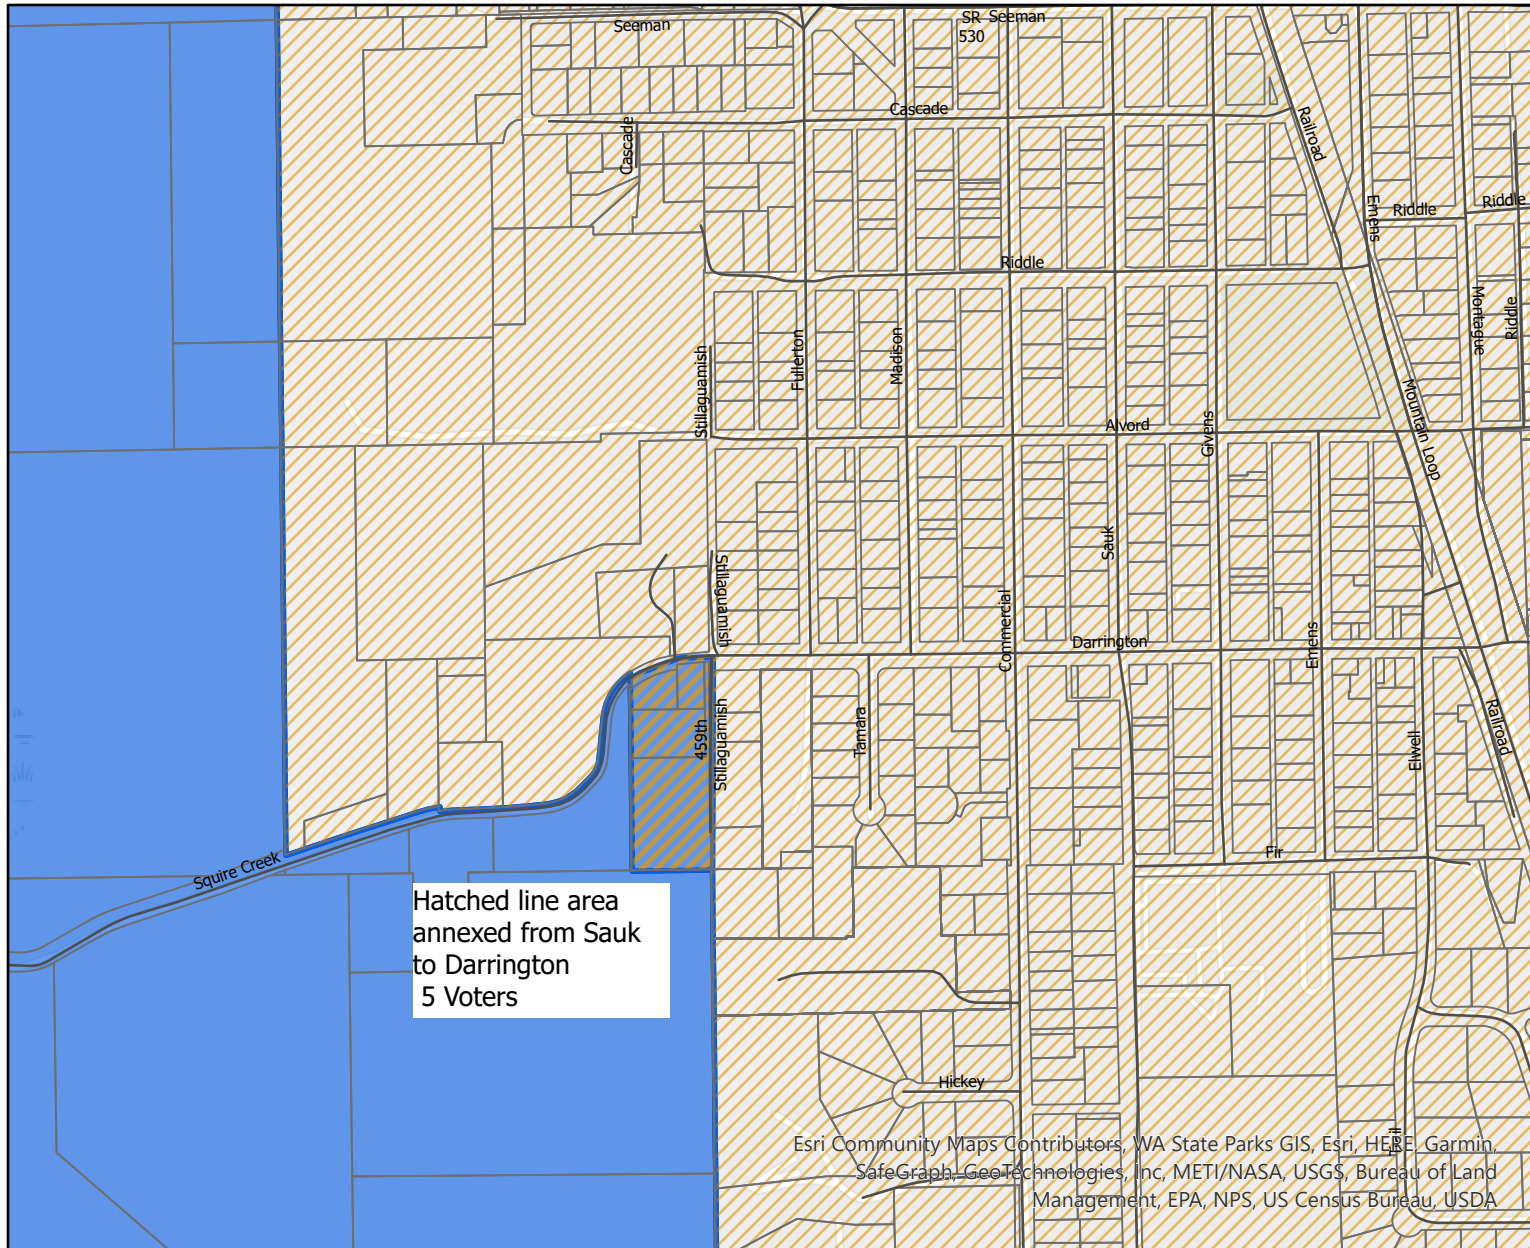 Seeman
SR Seeman
530
Cascade
Cascade
Railroad
Emens
Riddle
Riddle
Riddle
Montague
Riddle
Stillaguamish
Fullerton
Madison
Alvord
Givens
Mountain Loop
Stillaguamish
Sauk
Commercial
Darrington
Emens
459th
Stillaguamish
Tamara
Elwell
Railroad
Squire Creek
Fir
Hatched line area
annexed from Sauk
to Darrington
5 Voters
Hickey
Trail
Esri Community Maps Contributors, WA State Parks GIS, Esri, HERE, Garmin,
SafeGraph, GeoTechnologies, Inc, METI/NASA, USGS, Bureau of Land
Management, EPA, NPS, US Census Bureau, USDA